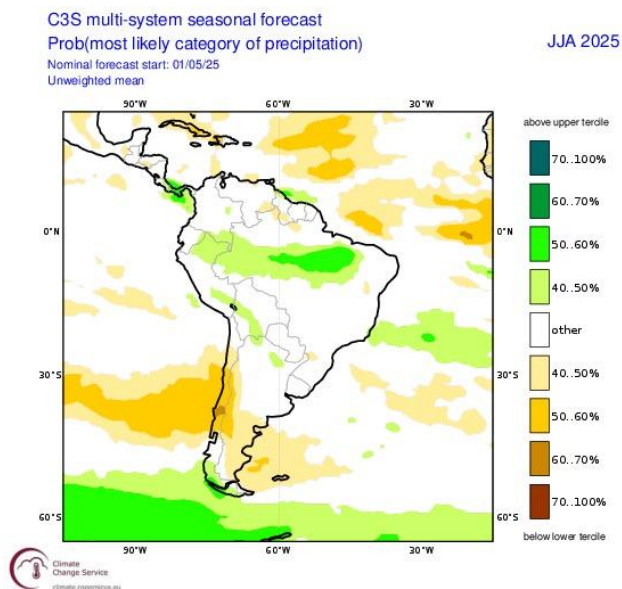 C3S multi-system seasonal forecast
Prob(most likely category of precipitation)
JJA 2025
Nominal forecast start: 01/05/25
Unweighted mean
90°W
60°W
30°W
above upper tercile
70..100%
60..70%
50..60%
40..50%
other
40..50%
50..60%
60..70%
70..100%
below lower tercile
0°N
0°N
30°S
30°S
60°S
60°S
90°W
60°W
30°W
Climate
Change Service
climate.copernicus.eu